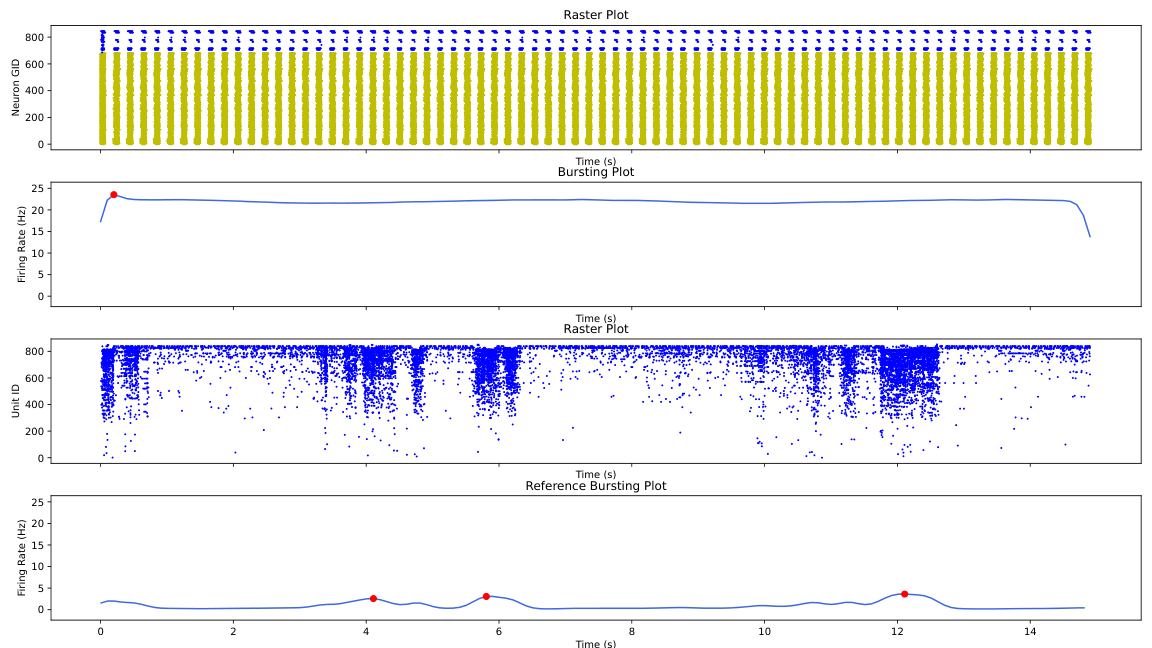 Raster Plot
800
600
400
200
0
Neuron GID
Time (s)
Bursting Plot
25
20
15
10
5
0
Firing Rate (Hz)
Time (s)
Raster Plot
800
600
400
200
0
Unit ID
Time (s)
Reference Bursting Plot
25
20
15
10
5
0
Firing Rate (Hz)
0 2 4 6 8 10 12 14
Time (s)